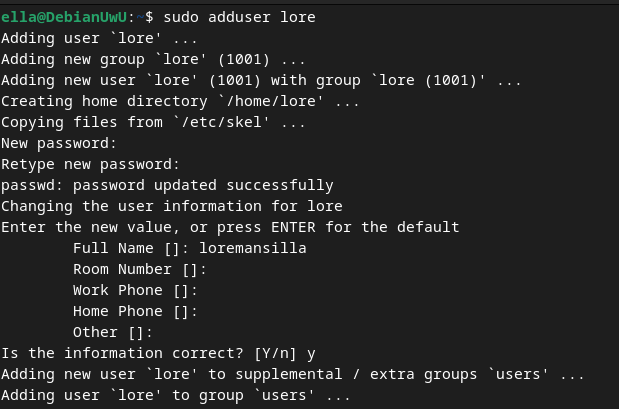 ella@DebianUwU:~$ sudo adduser lore
Adding user `lore' ...
Adding new group `lore' (1001) ...
Adding new user `lore' (1001) with group `lore (1001)' ...
Creating home directory `/home/lore' ...
Copying files from `/etc/skel' ...
New password:
Retype new password:
passwd: password updated successfully
Changing the user information for lore
Enter the new value, or press ENTER for the default
        Full Name []: loremansilla
        Room Number []:
        Work Phone []:
        Home Phone []:
        Other []:
Is the information correct? [Y/n] y
Adding new user `lore' to supplemental / extra groups `users' ...
Adding user `lore' to group `users' ...